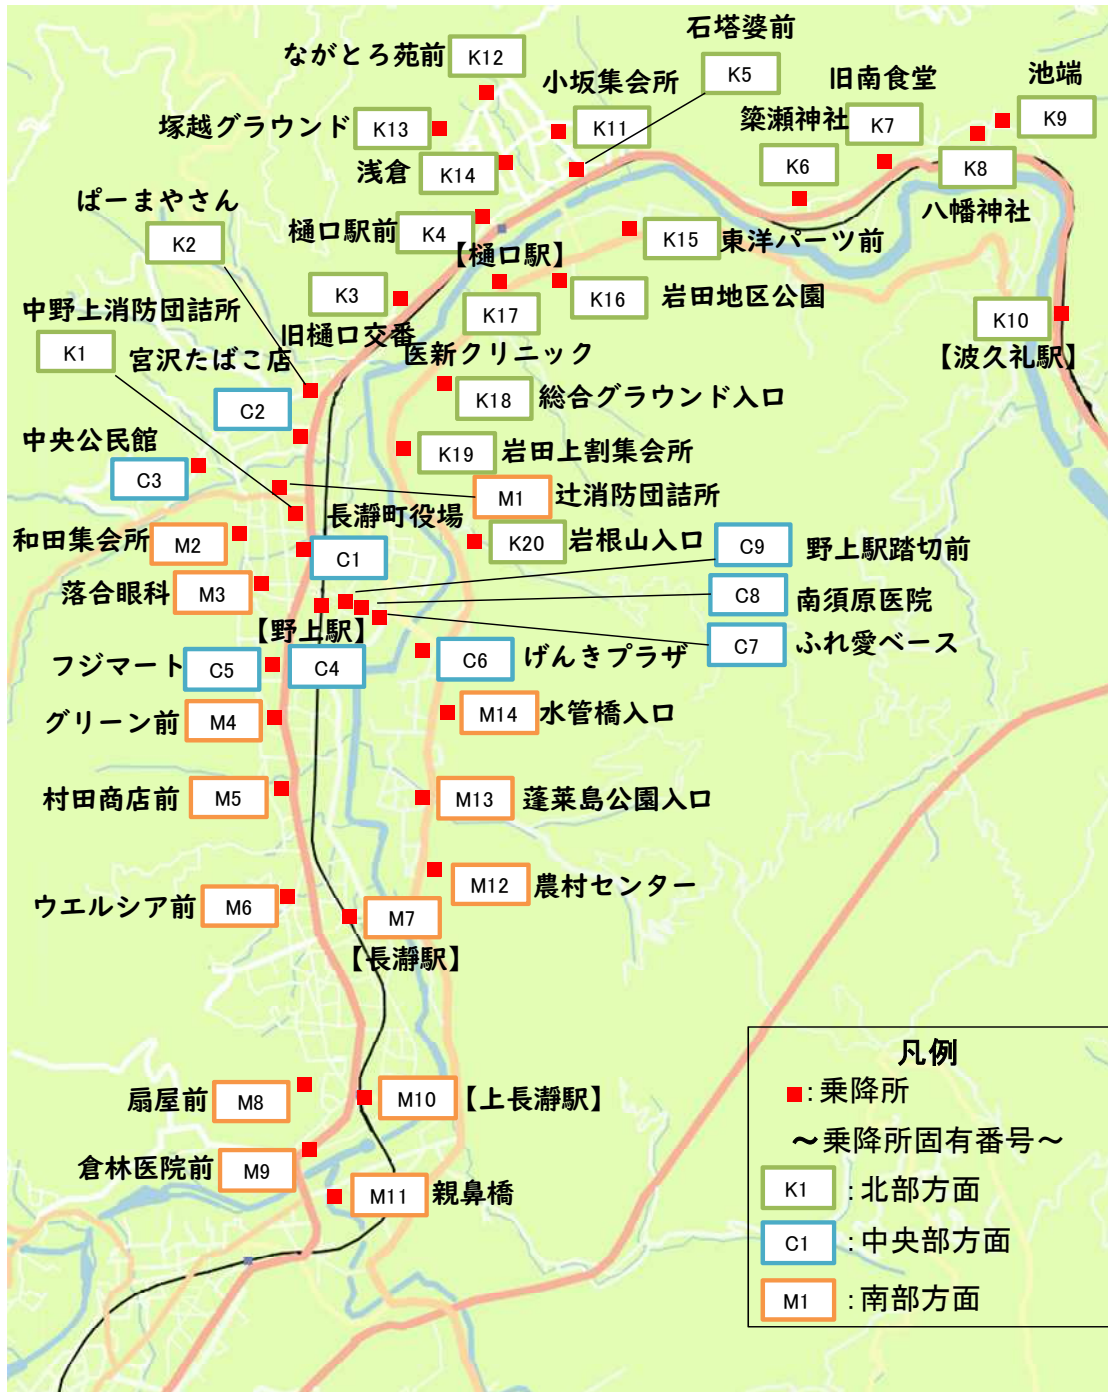 石塔婆前
K5
ながとろ苑前
K12
小坂集会所
K11
旧南食堂
K7
池端
K9
塚越グラウンド
K13
簗瀬神社
K6
K8
八幡神社
浅倉
K14
ぱーまやさん
K2
樋口駅前
K4
【樋口駅】
K15
東洋パーツ前
K3
旧樋口交番
K17
医新クリニック
K16
岩田地区公園
K10
【波久礼駅】
中野上消防団詰所
K1
宮沢たばこ店
C2
K18
総合グラウンド入口
中央公民館
C3
K19
岩田上割集会所
M1
辻消防団詰所
長瀞町役場
C1
和田集会所
M2
K20
岩根山入口
C9
野上駅踏切前
落合眼科
M3
C8
南須原医院
【野上駅】
C4
C7
ふれ愛ベース
フジマート
C5
C6
げんきプラザ
グリーン前
M4
M14
水管橋入口
村田商店前
M5
M13
蓬莱島公園入口
ウエルシア前
M6
M7
【長瀞駅】
M12
農村センター
扇屋前
M8
M10
【上長瀞駅】
倉林医院前
M9
M11
親鼻橋
凡例
:乗降所
～乗降所固有番号～
K1
:北部方面
C1
:中央部方面
M1
:南部方面